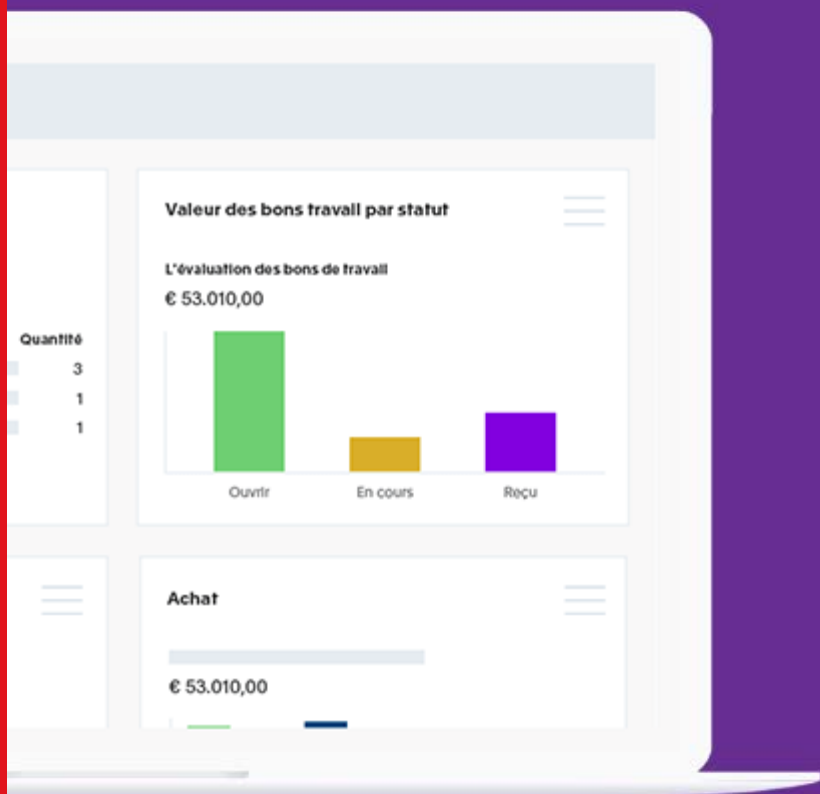 Quantité
3
1
1
Valeur des bons travail par statut
L'évaluation des bons de travail
€ 53.010,00
Ouvrir
En cours
Reçu
Achat
€ 53.010,00